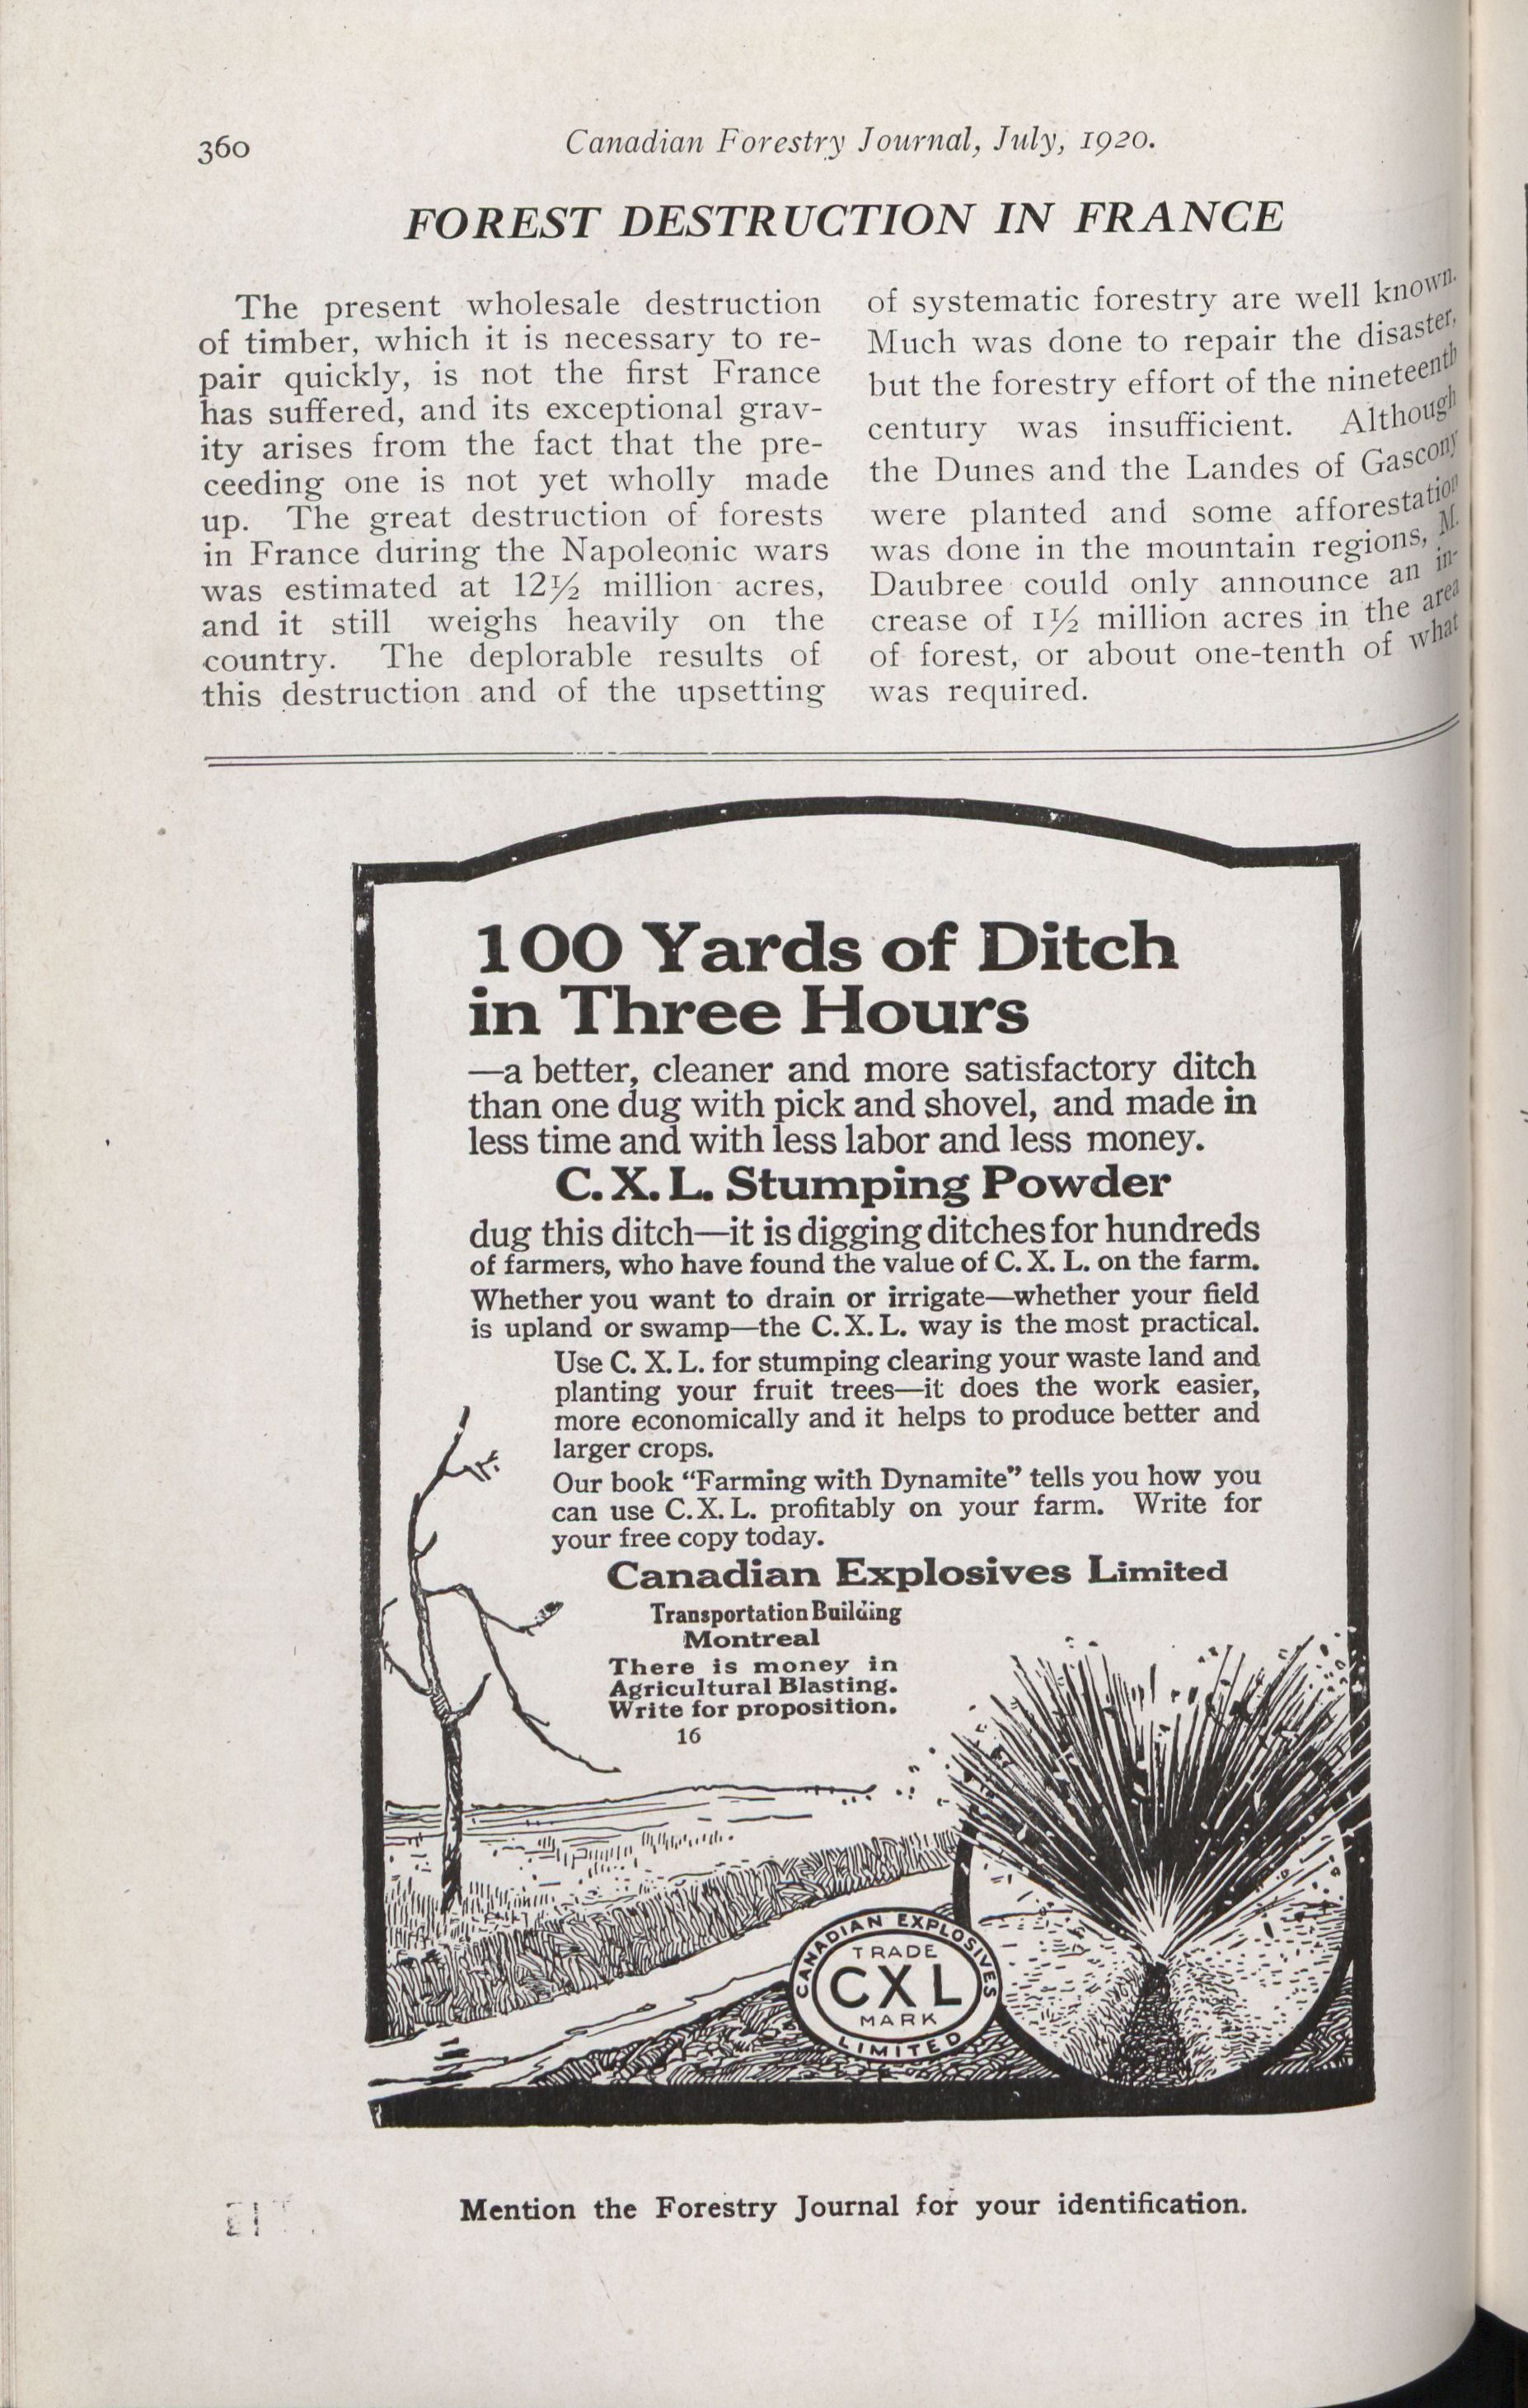 360
Canadian Forestry Journal, July, 1920.
FOREST DESTRUCTION IN FRANCE
The present wholesale destruction
of timber, which it is necessary to re-
pair quickly, is not the first France
has suffered, and its exceptional grav-
ity arises from the fact that the pre-
ceeding one is not yet wholly made
up. The great destruction of forests
in France during the Napoleonic wars
was estimated at 12½ million acres,
and it still weighs heavily on the
country. The deplorable results of
this destruction and of the upsetting
of systematic forestry are well known.
Much was done to repair the disaster,
but the forestry effort of the nineteenth
century was insufficient. Although
the Dunes and the Landes of Gascony
were planted and some afforestation
was done in the mountain regions, M.
Daubree could only announce an in-
crease of 1½ million acres in the area
of forest, or about one-tenth of what
was required.
100 Yards of Ditch
in Three Hours
—a better, cleaner and more satisfactory ditch
than one dug with pick and shovel, and made in
less time and with less labor and less money.
C. X. L. Stumping Powder
dug this ditch—it is digging ditches for hundreds
of farmers, who have found the value of C. X. L. on the farm.
Whether you want to drain or irrigate—whether your field
is upland or swamp—the C. X. L. way is the most practical.
Use C. X. L. for stumping clearing your waste land and
planting your fruit trees—it does the work easier,
more economically and it helps to produce better and
larger crops.
Our book “Farming with Dynamite” tells you how you
can use C. X. L. profitably on your farm. Write for
your free copy today.
Canadian Explosives Limited
Transportation Building
Montreal
There is money in
Agricultural Blasting.
Write for proposition.
16
CANADIAN EXPLOSIVES
TRADE
CXL
MARK
LIMITED
Mention the Forestry Journal for your identification.